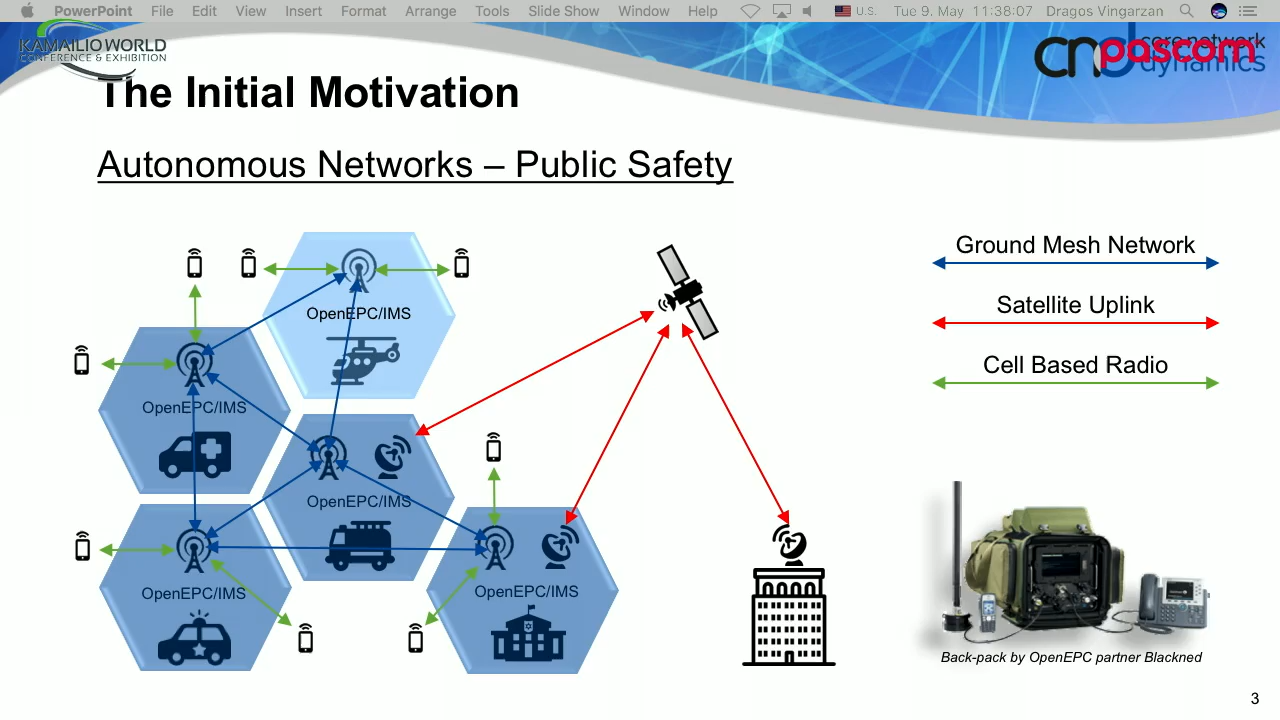 PowerPoint File Edit View Insert Format Arrange Tools Slide Show Window Help U.S. Tue 9. May 11:38:07 Dragos Vingarzan
KAMAILIO WORLD
CONFERENCE & EXHIBITION
cnd core network
dynamics
pascom
The Initial Motivation
Autonomous Networks – Public Safety
Ground Mesh Network
Satellite Uplink
Cell Based Radio
OpenEPC/IMS
OpenEPC/IMS
OpenEPC/IMS
OpenEPC/IMS
OpenEPC/IMS
Back-pack by OpenEPC partner Blackned
3